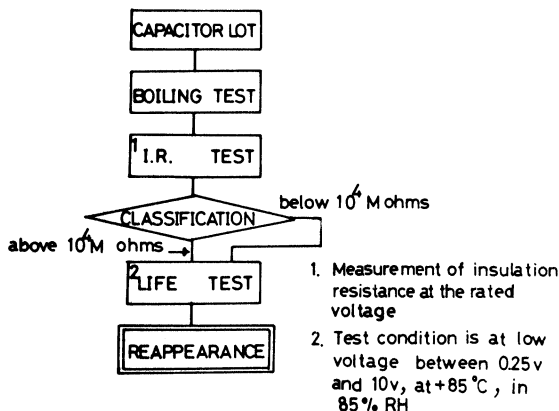 CAPACITOR LOT
BOILING TEST
1 I.R. TEST
CLASSIFICATION
below 10⁴ M ohms
above 10⁴M ohms
2 LIFE TEST
REAPPEARANCE
1. Measurement of insulation
resistance at the rated
voltage
2. Test condition is at low
voltage between 0.25v
and 10v, at +85°C, in
85% RH